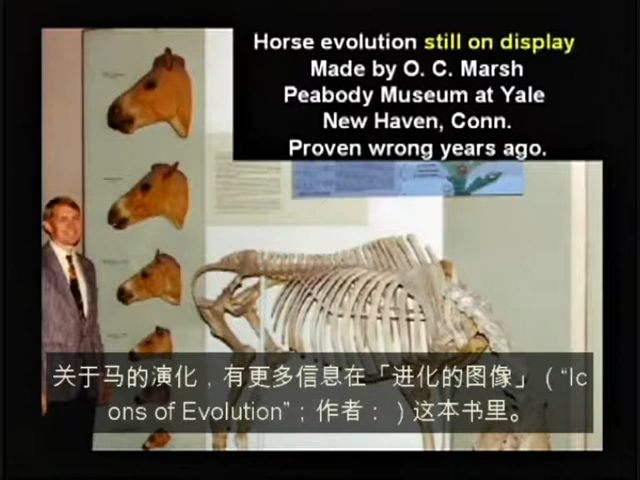 Horse evolution still on display
Made by O. C. Marsh
Peabody Museum at Yale
New Haven, Conn.
Proven wrong years ago.
关于马的演化，有更多信息在「进化的图像」（“Ic
ons of Evolution”；作者：）这本书里。